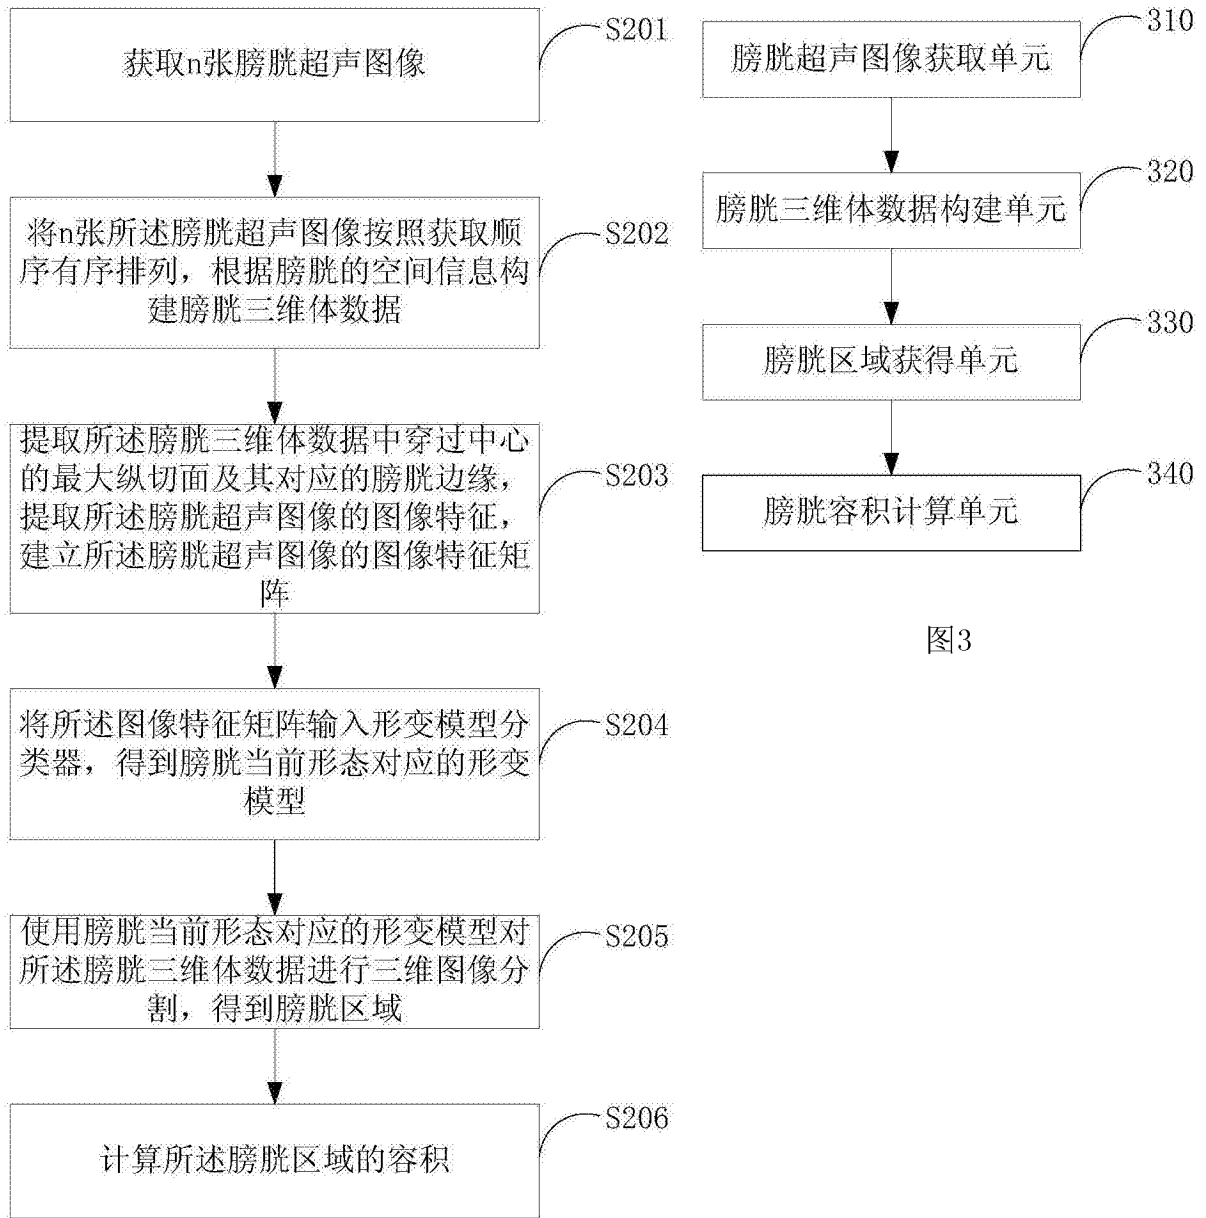 获取n张膀胱超声图像
S201
将n张所述膀胱超声图像按照获取顺
序有序排列，根据膀胱的空间信息构
建膀胱三维体数据
S202
提取所述膀胱三维体数据中穿过中心
的最大纵切面及其对应的膀胱边缘，
提取所述膀胱超声图像的图像特征，
建立所述膀胱超声图像的图像特征矩
阵
S203
将所述图像特征矩阵输入形变模型分
类器，得到膀胱当前形态对应的形变
模型
S204
使用膀胱当前形态对应的形变模型对
所述膀胱三维体数据进行三维图像分
割，得到膀胱区域
S205
计算所述膀胱区域的容积
S206
膀胱超声图像获取单元
310
膀胱三维体数据构建单元
320
膀胱区域获得单元
330
膀胱容积计算单元
340
图3